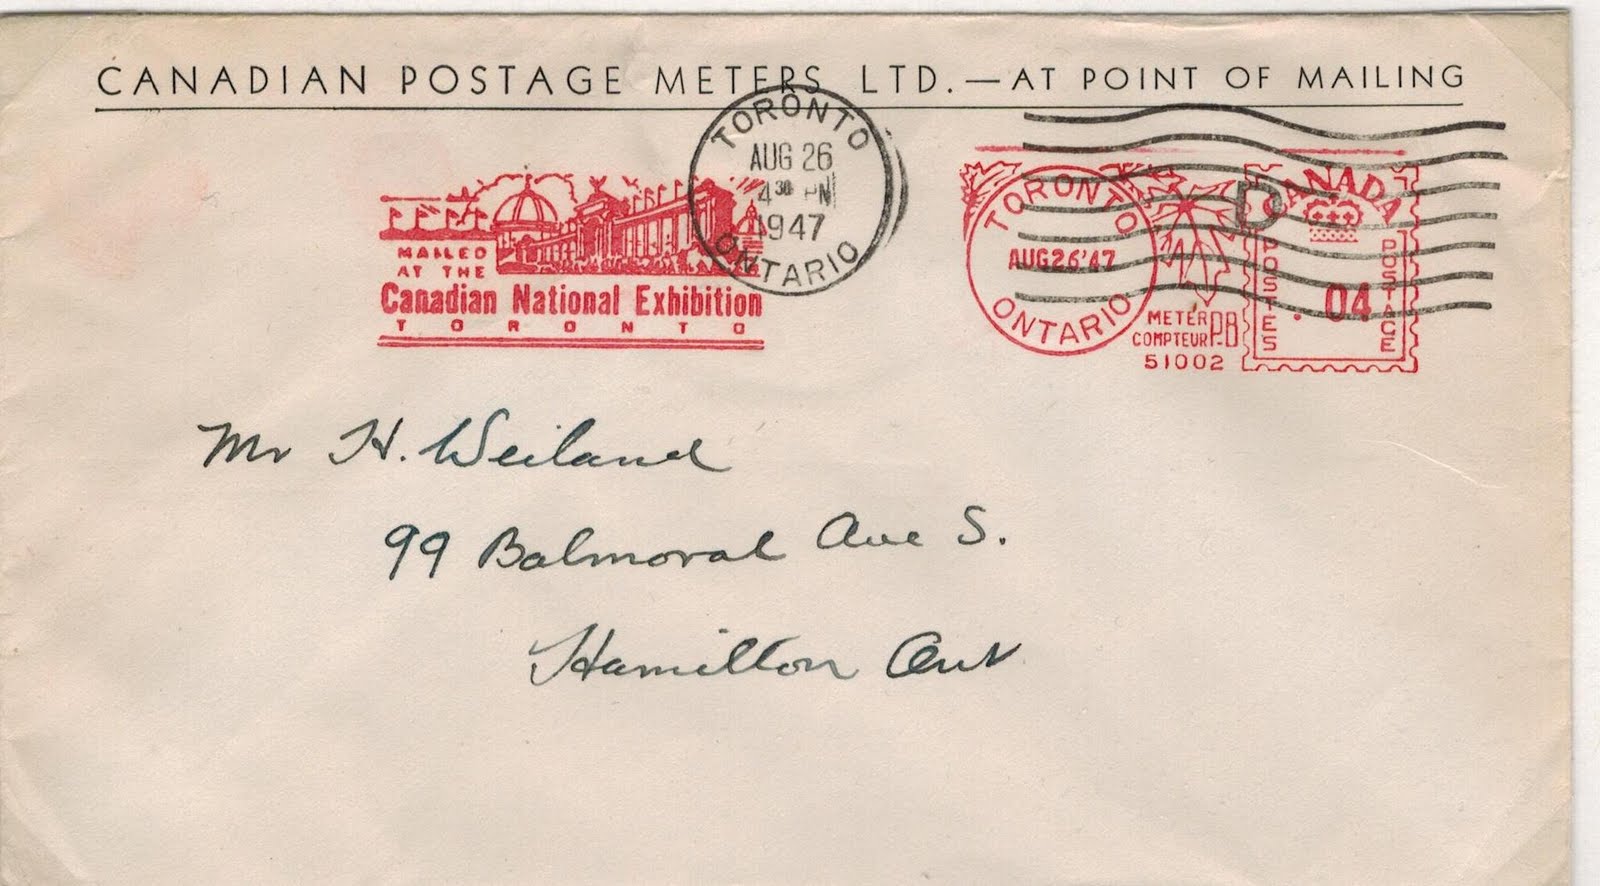 CANADIAN POSTAGE METERS, LTD. — AT POINT OF MAILING
TORONTO
AUG 26
4 30 PM
1947
ONTARIO
MAILED
AT THE
Canadian National Exhibition
TORONTO
TORONTO
AUG 26 '47
ONTARIO
METER
COMPTEUR
P.B
51002
D
CANADA
POSTES
POSTAGE
. 04
Mr H. Weiland
99 Balmoral Ave S.
Hamilton Ont